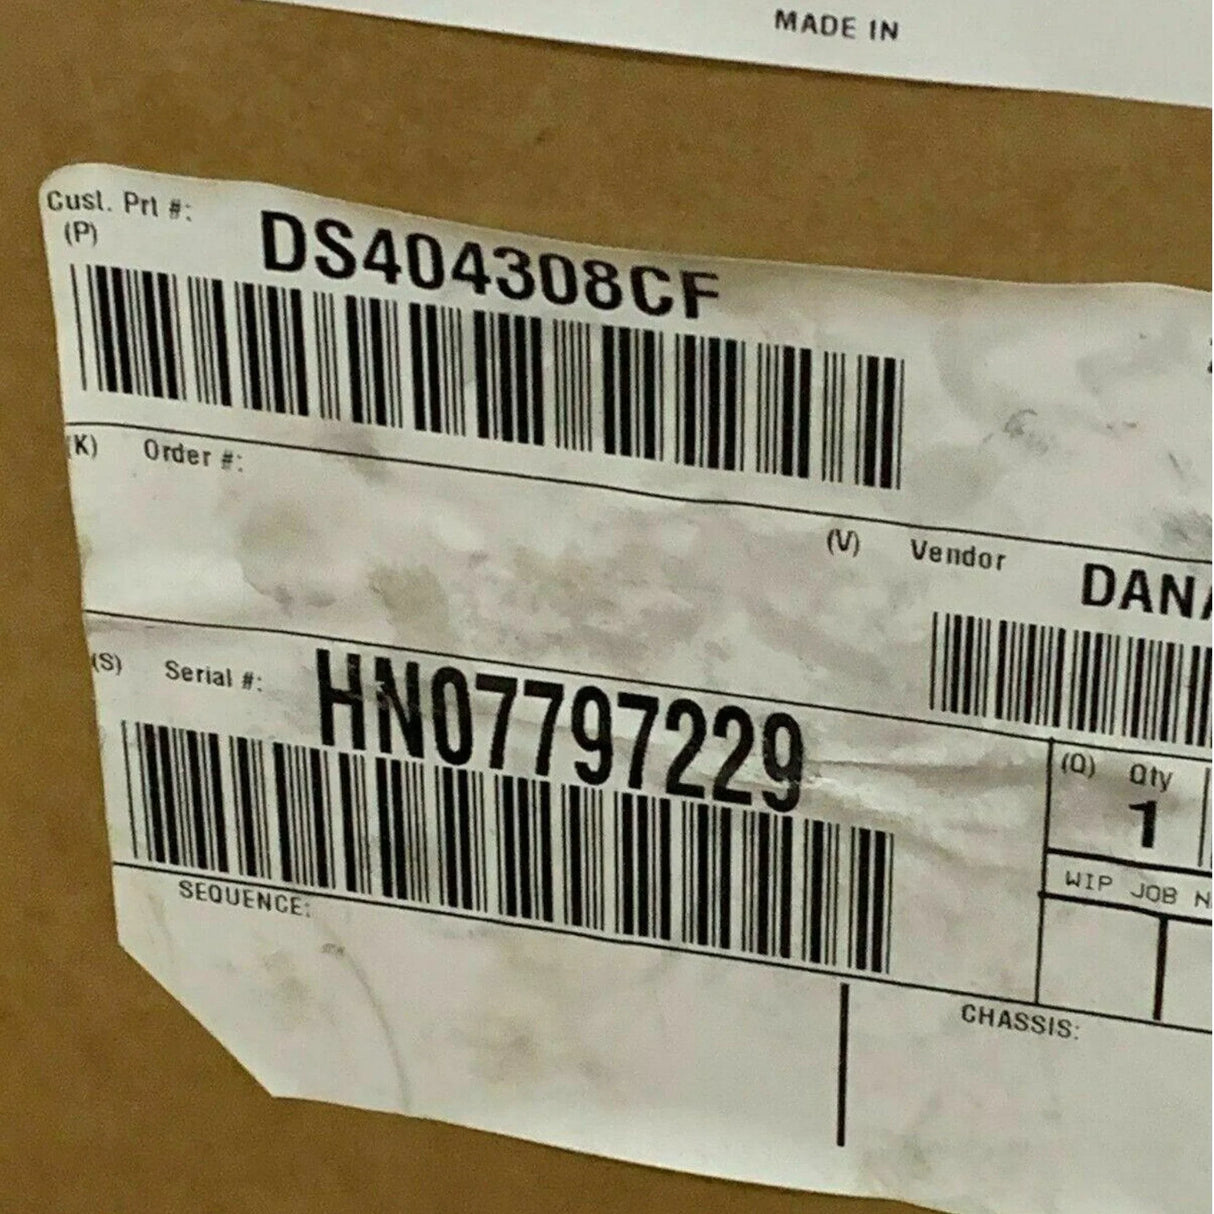 MADE IN
Cust. Prt #:
(P)
DS404308CF
(K) Order #:
(V) Vendor
DANA
(S) Serial #:
HN07797229
(Q) Qty
1
WIP JOB N
SEQUENCE:
CHASSIS: